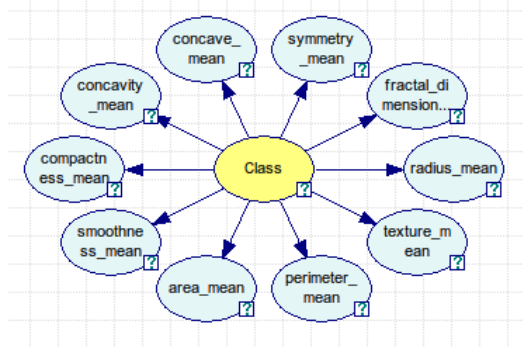 concave_
mean
symmetry
_mean
concavity
_mean
fractal_di
mension...
compactn
ess_mean
Class
radius_mean
smoothne
ss_mean
texture_m
ean
area_mean
perimeter_
mean
?
?
?
?
?
?
?
?
?
?
?